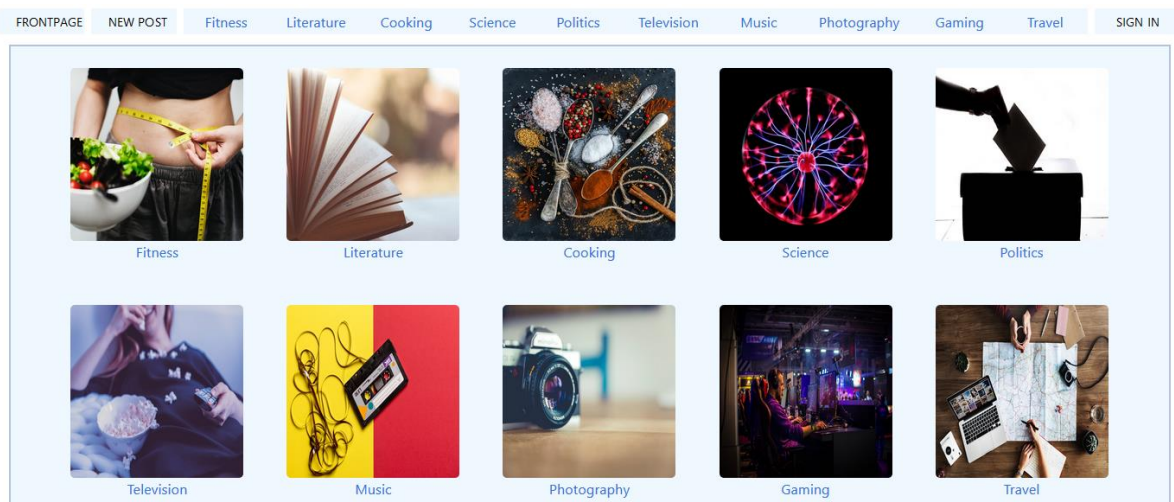 FRONTPAGE NEW POST Fitness Literature Cooking Science Politics Television Music Photography Gaming Travel SIGN IN
Fitness Literature Cooking Science Politics
Television Music Photography Gaming Travel